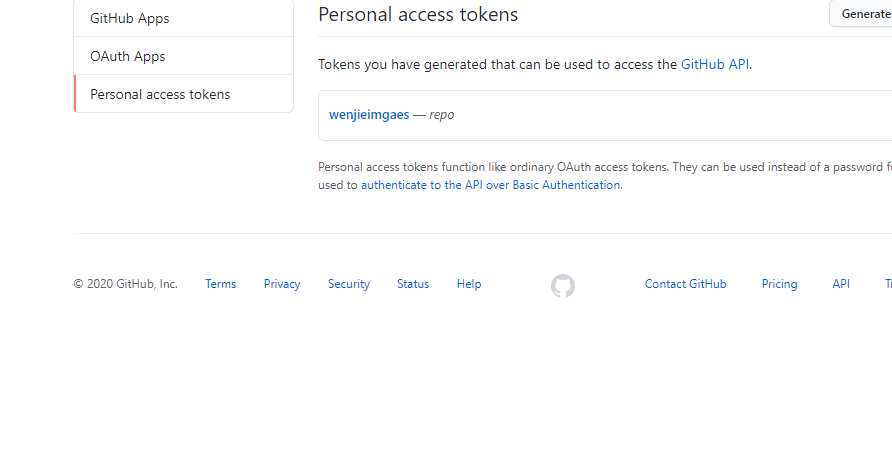 GitHub Apps
OAuth Apps
Personal access tokens
Personal access tokens
Generate
Tokens you have generated that can be used to access the GitHub API.
wenjieimgaes — repo
Personal access tokens function like ordinary OAuth access tokens. They can be used instead of a password f
used to authenticate to the API over Basic Authentication.
© 2020 GitHub, Inc. Terms Privacy Security Status Help Contact GitHub Pricing API